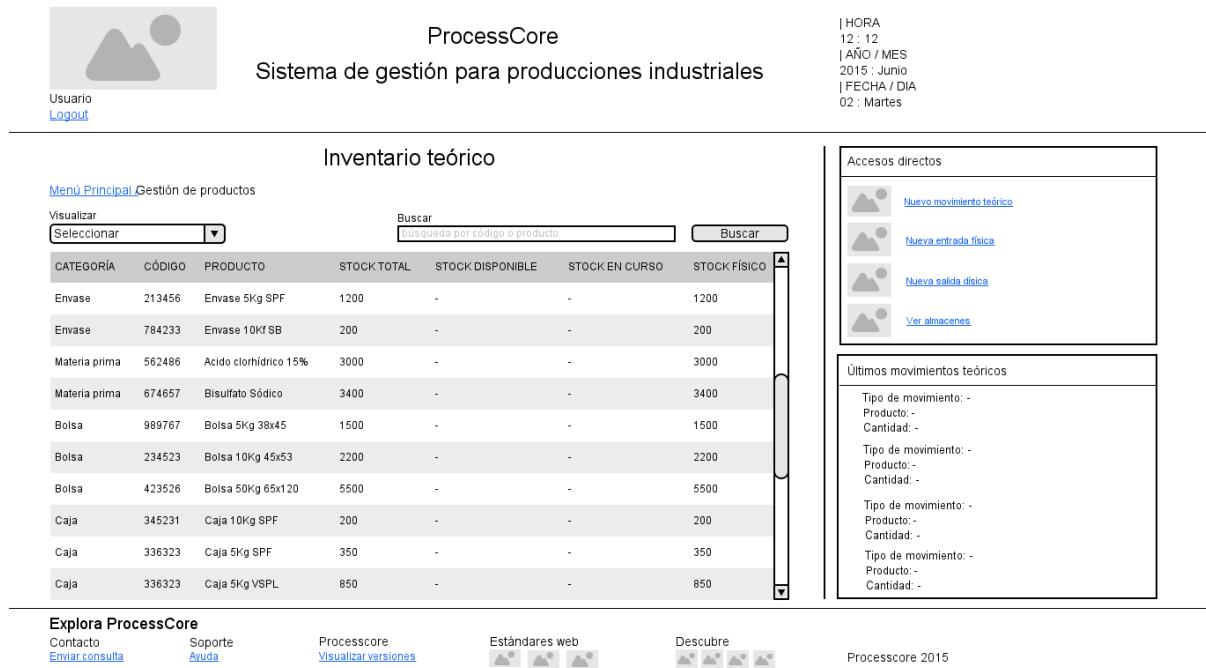 ProcessCore
Sistema de gestión para producciones industriales
Usuario
Logout
| HORA
12 : 12
| AÑO / MES
2015 : Junio
| FECHA / DIA
02 : Martes
Inventario teórico
Menú Principal / Gestión de productos
Visualizar
Seleccionar
Buscar
búsqueda por código o producto
Buscar
CATEGORÍA CÓDIGO PRODUCTO STOCK TOTAL STOCK DISPONIBLE STOCK EN CURSO STOCK FÍSICO
Envase 213456 Envase 5Kg SPF 1200 - - 1200
Envase 784233 Envase 10Kf SB 200 - - 200
Materia prima 562486 Acido clorhídrico 15% 3000 - - 3000
Materia prima 674657 Bisulfato Sódico 3400 - - 3400
Bolsa 989767 Bolsa 5Kg 38x45 1500 - - 1500
Bolsa 234523 Bolsa 10Kg 45x53 2200 - - 2200
Bolsa 423526 Bolsa 50Kg 65x120 5500 - - 5500
Caja 345231 Caja 10Kg SPF 200 - - 200
Caja 336323 Caja 5Kg SPF 350 - - 350
Caja 336323 Caja 5Kg VSPL 850 - - 850
Accesos directos
Nuevo movimiento teórico
Nueva entrada física
Nueva salida dísica
Ver almacenes
Últimos movimientos teóricos
Tipo de movimiento: -
Producto: -
Cantidad: -
Tipo de movimiento: -
Producto: -
Cantidad: -
Tipo de movimiento: -
Producto: -
Cantidad: -
Tipo de movimiento: -
Producto: -
Cantidad: -
Explora ProcessCore
Contacto
Enviar consulta
Soporte
Ayuda
Processcore
Visualizar versiones
Estándares web
Descubre
Processcore 2015